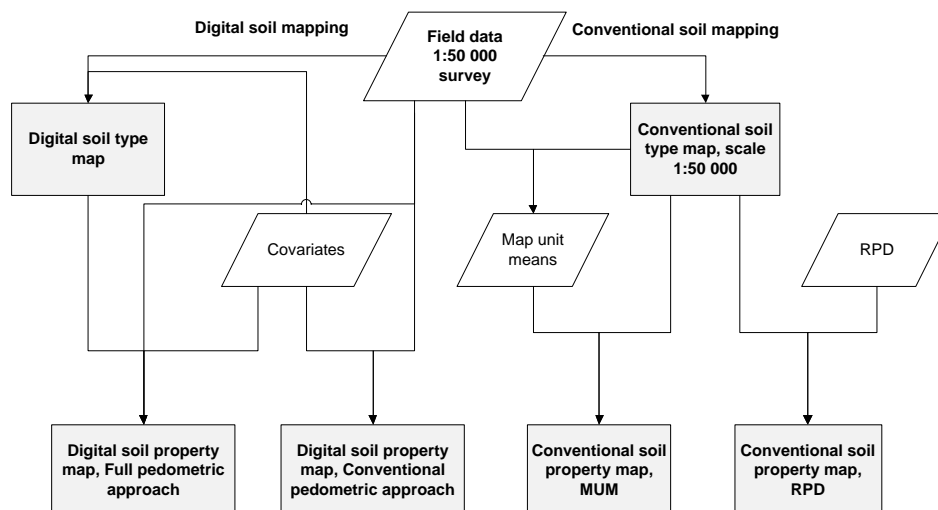 Digital soil mapping
Field data
1:50 000
survey
Conventional soil mapping
Digital soil type
map
Conventional soil
type map, scale
1:50 000
Covariates
Map unit
means
RPD
Digital soil property
map, Full pedometric
approach
Digital soil property
map, Conventional
pedometric approach
Conventional soil
property map,
MUM
Conventional soil
property map,
RPD